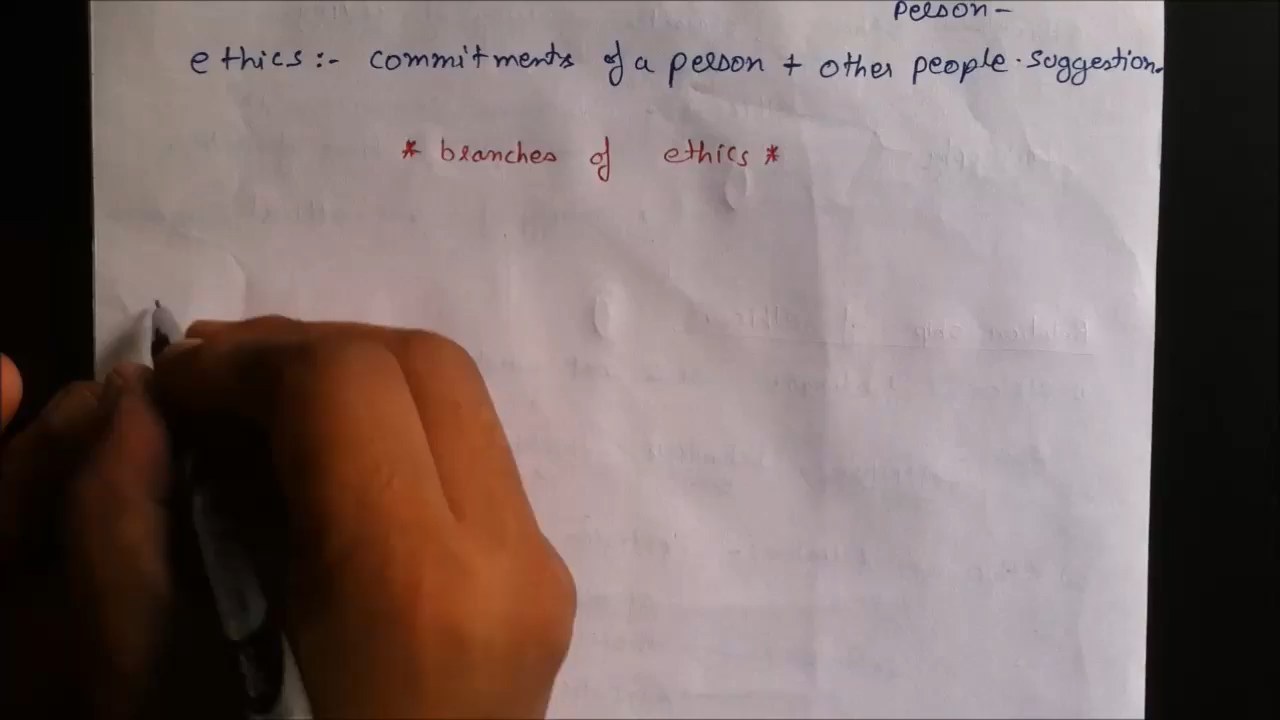 person-
ethics:- commitments of a person + other people. suggestion.
* branches of ethics *